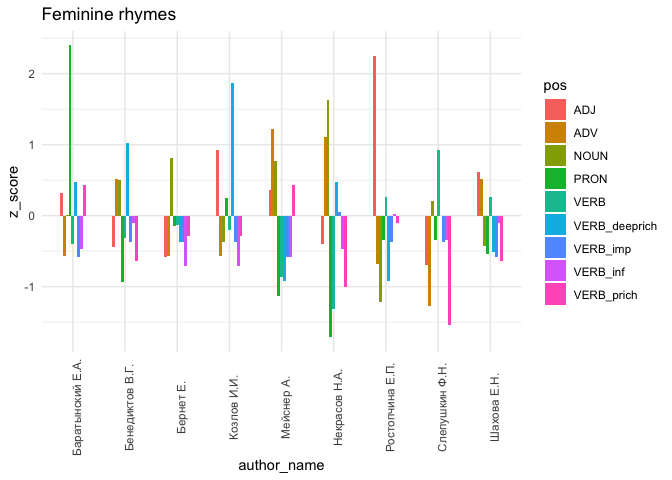 Feminine rhymes
z_score
2
1
0
-1
Баратынский Е.А.
Бенедиктов В.Г.
Бернет Е.
Козлов И.И.
Мейснер А.
Некрасов Н.А.
Ростопчина Е.П.
Слепушкин Ф.Н.
Шахова Е.Н.
author_name
pos
ADJ
ADV
NOUN
PRON
VERB
VERB_deeprich
VERB_imp
VERB_inf
VERB_prich